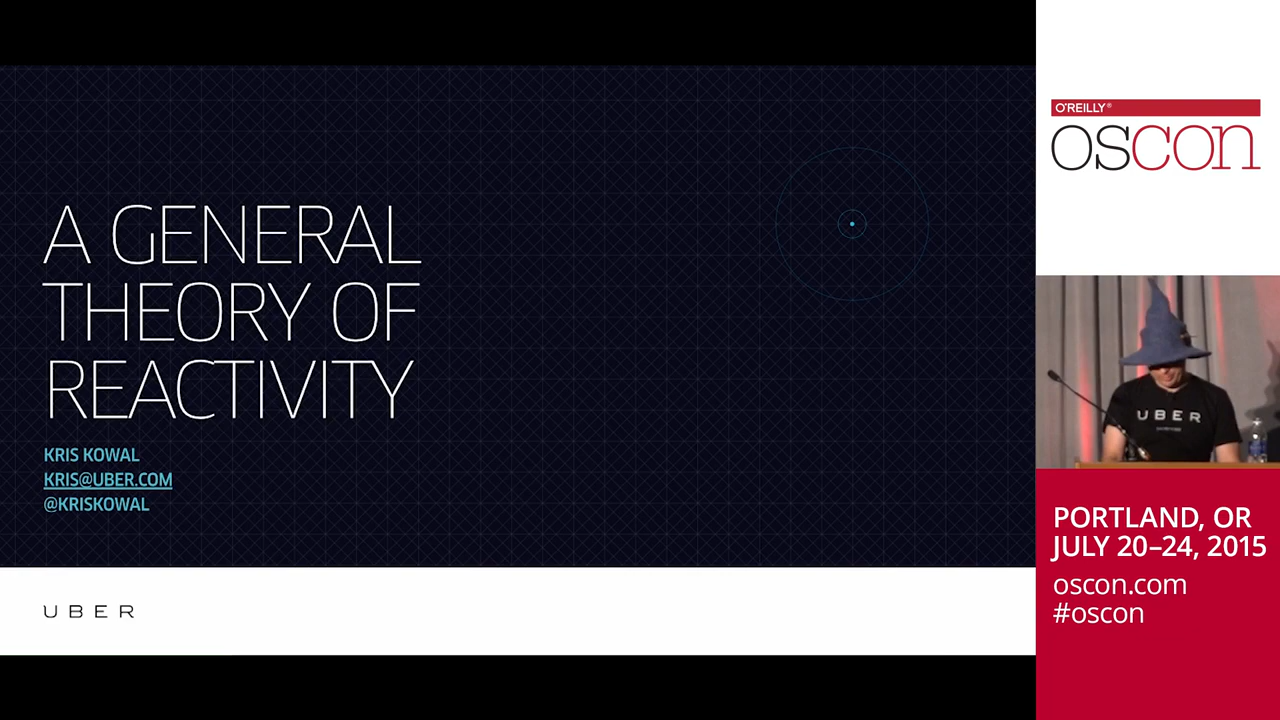 A GENERAL
THEORY OF
REACTIVITY
KRIS KOWAL
KRIS@UBER.COM
@KRISKOWAL
UBER
O'REILLY®
OSCON
UBER
PORTLAND, OR
JULY 20–24, 2015
oscon.com
#oscon